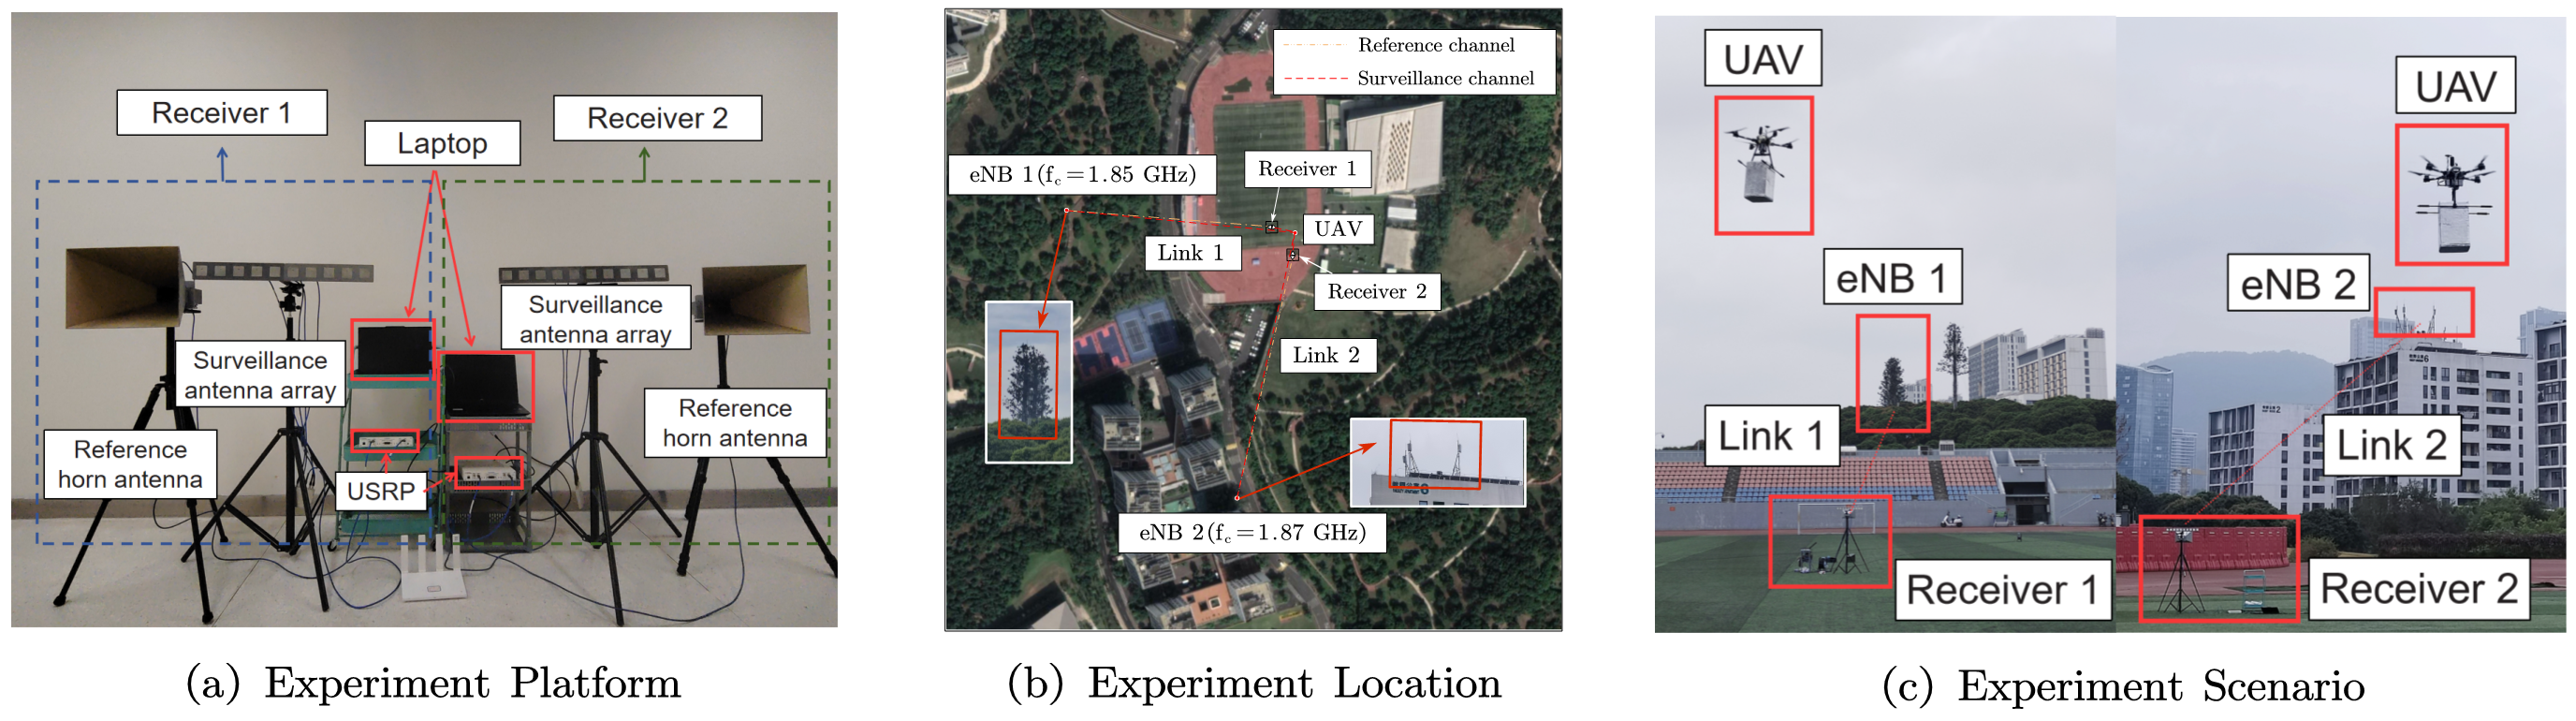 Receiver 1
Receiver 2
Laptop
Surveillance
antenna array
Surveillance
antenna array
Reference
horn antenna
Reference
horn antenna
USRP
(a) Experiment Platform
Reference channel
Surveillance channel
eNB 1(fc=1.85 GHz)
Receiver 1
UAV
Link 1
Receiver 2
Link 2
eNB 2(fc=1.87 GHz)
(b) Experiment Location
UAV
UAV
eNB 1
eNB 2
Link 1
Link 2
Receiver 1
Receiver 2
(c) Experiment Scenario